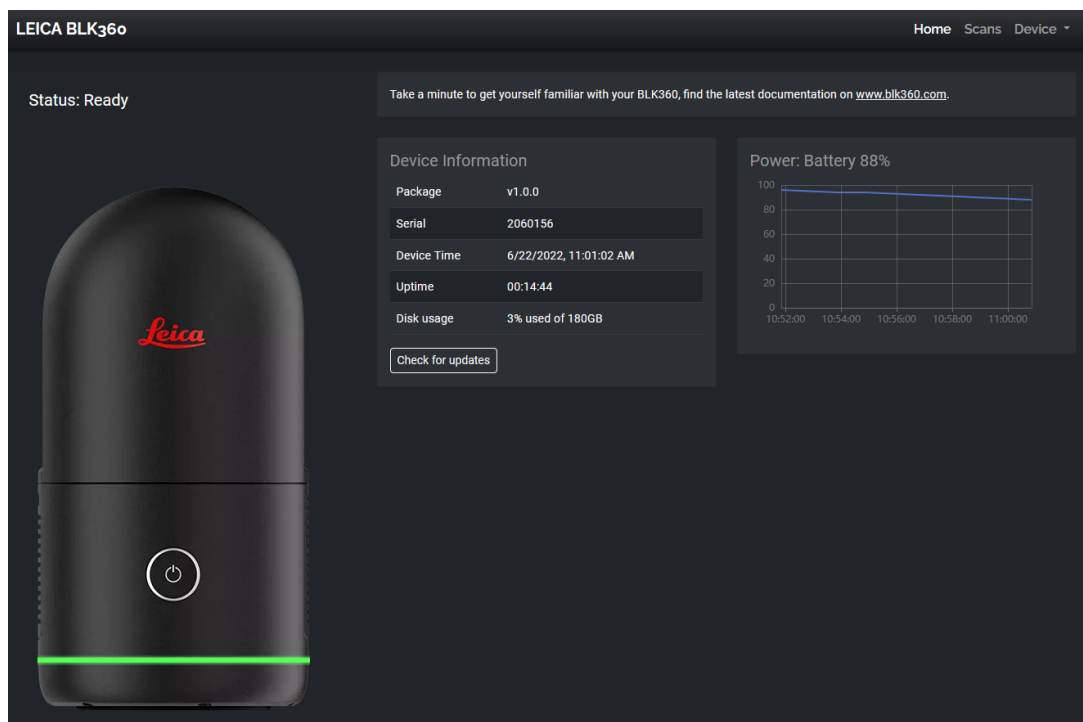 LEICA BLK360
Home Scans Device
Status: Ready
Take a minute to get yourself familiar with your BLK360, find the latest documentation on www.blk360.com.
Device Information
Package v1.0.0
Serial 2060156
Device Time 6/22/2022, 11:01:02 AM
Uptime 00:14:44
Disk usage 3% used of 180GB
Check for updates
Power: Battery 88%
100
80
60
40
20
0
10:52:00 10:54:00 10:56:00 10:58:00 11:00:00
Leica